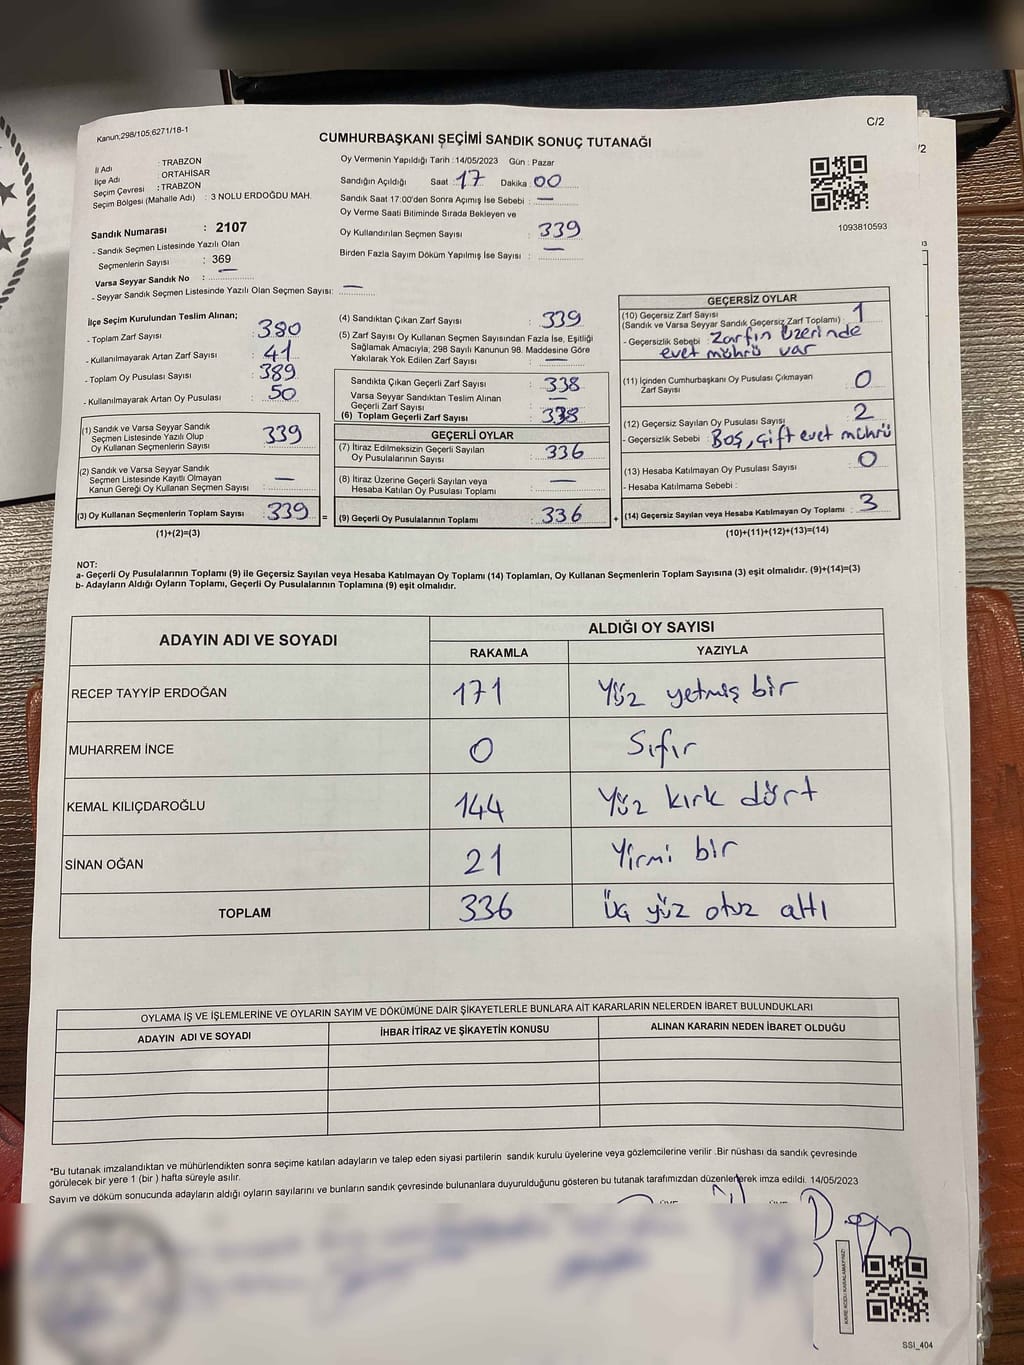 Kanun;298/105;6271/18-1
C/2
CUMHURBAŞKANI SEÇİMİ SANDIK SONUÇ TUTANAĞI
İl Adı : TRABZON
İlçe Adı : ORTAHİSAR
Seçim Çevresi : TRABZON
Seçim Bölgesi (Mahalle Adı) : 3 NOLU ERDOĞDU MAH.
Sandık Numarası : 2107
- Sandık Seçmen Listesinde Yazılı Olan
Seçmenlerin Sayısı : 369
Varsa Seyyar Sandık No : —
- Seyyar Sandık Seçmen Listesinde Yazılı Olan Seçmen Sayısı: —
Oy Vermenin Yapıldığı Tarih : 14/05/2023 Gün : Pazar
Sandığın Açıldığı Saat : 17 Dakika : 00
Sandık Saat 17:00'den Sonra Açımış İse Sebebi : —
Oy Verme Saati Bitiminde Sırada Bekleyen ve
Oy Kullandırılan Seçmen Sayısı : 339
Birden Fazla Sayım Döküm Yapılmış İse Sayısı : —
1093810593
İlçe Seçim Kurulundan Teslim Alınan;
- Toplam Zarf Sayısı : 380
- Kullanılmayarak Artan Zarf Sayısı : 41
- Toplam Oy Pusulası Sayısı : 389
- Kullanılmayarak Artan Oy Pusulası : 50
(1) Sandık ve Varsa Seyyar Sandık
Seçmen Listesinde Yazılı Olup
Oy Kullanan Seçmenlerin Sayısı : 339
(2) Sandık ve Varsa Seyyar Sandık
Seçmen Listesinde Kayıtlı Olmayan
Kanun Gereği Oy Kullanan Seçmen Sayısı : —
(3) Oy Kullanan Seçmenlerin Toplam Sayısı : 339
(1)+(2)=(3)
(4) Sandıktan Çıkan Zarf Sayısı : 339
(5) Zarf Sayısı Oy Kullanan Seçmen Sayısından Fazla İse, Eşitliği
Sağlamak Amacıyla, 298 Sayılı Kanunun 98. Maddesine Göre
Yakılarak Yok Edilen Zarf Sayısı : —
Sandıkta Çıkan Geçerli Zarf Sayısı : 338
Varsa Seyyar Sandıktan Teslim Alınan
Geçerli Zarf Sayısı : —
(6) Toplam Geçerli Zarf Sayısı : 338
GEÇERLİ OYLAR
(7) İtiraz Edilmeksizin Geçerli Sayılan
Oy Pusulalarının Sayısı : 336
(8) İtiraz Üzerine Geçerli Sayılan veya
Hesaba Katılan Oy Pusulası Toplamı : —
(9) Geçerli Oy Pusulalarının Toplamı : 336
GEÇERSİZ OYLAR
(10) Geçersiz Zarf Sayısı
(Sandık ve Varsa Seyyar Sandık Geçersiz Zarf Toplamı) : 1
- Geçersizlik Sebebi : Zarfın üzerinde
evet mührü var
(11) İçinden Cumhurbaşkanı Oy Pusulası Çıkmayan
Zarf Sayısı : 0
(12) Geçersiz Sayılan Oy Pusulası Sayısı : 2
- Geçersizlik Sebebi : Boş, çift evet mührü
(13) Hesaba Katılmayan Oy Pusulası Sayısı : 0
- Hesaba Katılmama Sebebi :
(14) Geçersiz Sayılan veya Hesaba Katılmayan Oy Toplamı : 3
(10)+(11)+(12)+(13)=(14)
NOT:
a- Geçerli Oy Pusulalarının Toplamı (9) ile Geçersiz Sayılan veya Hesaba Katılmayan Oy Toplamı (14) Toplamları, Oy Kullanan Seçmenlerin Toplam Sayısına (3) eşit olmalıdır. (9)+(14)=(3)
b- Adayların Aldığı Oyların Toplamı, Geçerli Oy Pusulalarının Toplamına (9) eşit olmalıdır.
ADAYIN ADI VE SOYADI ALDIĞI OY SAYISI
RAKAMLA YAZIYLA
RECEP TAYYİP ERDOĞAN 171 Yüz yetmiş bir
MUHARREM İNCE 0 Sıfır
KEMAL KILIÇDAROĞLU 144 Yüz kırk dört
SİNAN OĞAN 21 Yirmi bir
TOPLAM 336 Üç yüz otuz altı
OYLAMA İŞ VE İŞLEMLERİNE VE OYLARIN SAYIM VE DÖKÜMÜNE DAİR ŞİKAYETLERLE BUNLARA AİT KARARLARIN NELERDEN İBARET BULUNDUKLARI
ADAYIN ADI VE SOYADI İHBAR İTİRAZ VE ŞİKAYETİN KONUSU ALINAN KARARIN NEDEN İBARET OLDUĞU
*Bu tutanak imzalandıktan ve mühürlendikten sonra seçime katılan adayların ve talep eden siyasi partilerin sandık kurulu üyelerine veya gözlemcilerine verilir .Bir nüshası da sandık çevresinde
görülecek bir yere 1 (bir ) hafta süreyle asılır.
Sayım ve döküm sonucunda adayların aldığı oyların sayılarını ve bunların sandık çevresinde bulunanlara duyurulduğunu gösteren bu tutanak tarafımızdan düzenlenerek imza edildi. 14/05/2023
SSI_404